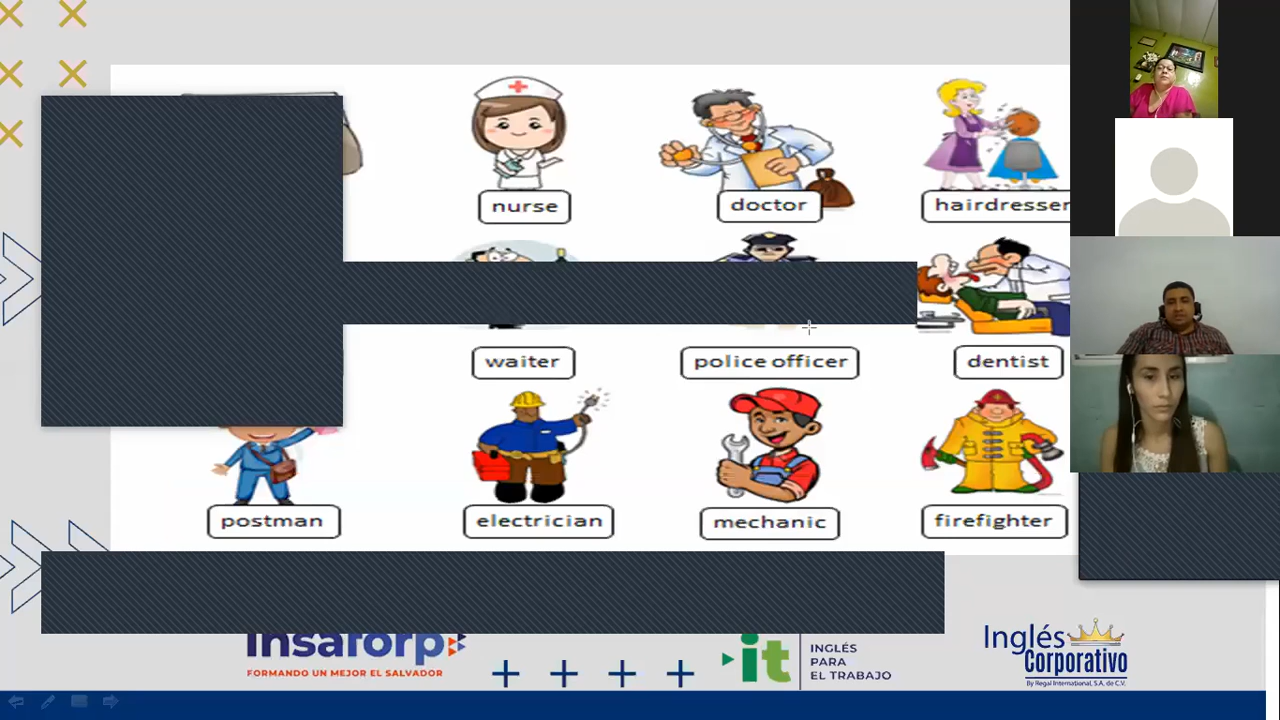 nurse
doctor
hairdresser
waiter
police officer
dentist
postman
electrician
mechanic
firefighter
Insaforp
FORMANDO UN MEJOR EL SALVADOR
it
INGLÉS
PARA
EL TRABAJO
Inglés
Corporativo
By Regal International, S.A. de C.V.